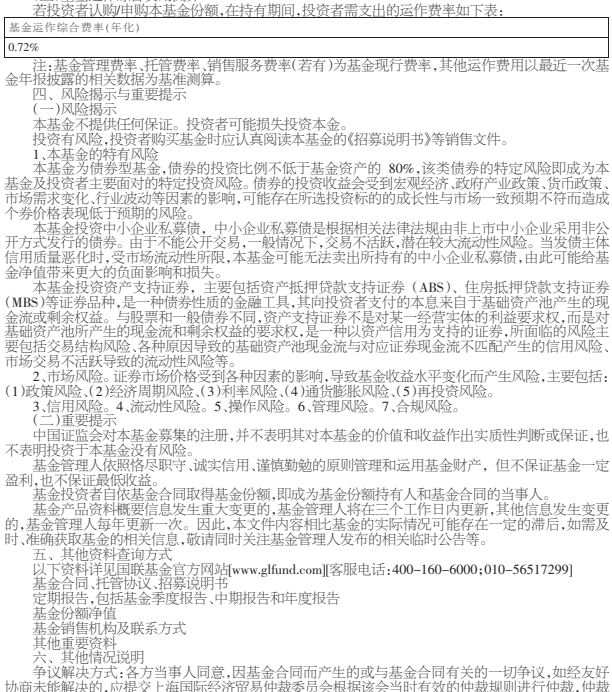 若投资者认购/申购本基金份额,在持有期间,投资者需支出的运作费率如下表:
基金运作综合费率(年化)
0.72%
注:基金管理费率、托管费率、销售服务费率(若有)为基金现行费率,其他运作费用以最近一次基
金年报披露的相关数据为基准测算。
四、风险揭示与重要提示
(一)风险揭示
本基金不提供任何保证。投资者可能损失投资本金。
投资有风险,投资者购买基金时应认真阅读本基金的《招募说明书》等销售文件。
1、本基金的特有风险
本基金为债券型基金,债券的投资比例不低于基金资产的 80%,该类债券的特定风险即成为本
基金及投资者主要面对的特定投资风险。债券的投资收益会受到宏观经济、政府产业政策、货币政策、
市场需求变化、行业波动等因素的影响,可能存在所选投资标的的成长性与市场一致预期不符而造成
个券价格表现低于预期的风险。
本基金投资中小企业私募债，中小企业私募债是根据相关法律法规由非上市中小企业采用非公
开方式发行的债券。由于不能公开交易,一般情况下,交易不活跃,潜在较大流动性风险。当发债主体
信用质量恶化时,受市场流动性所限,本基金可能无法卖出所持有的中小企业私募债,由此可能给基
金净值带来更大的负面影响和损失。
本基金投资资产支持证券，主要包括资产抵押贷款支持证券（ABS）、住房抵押贷款支持证券
(MBS)等证券品种,是一种债券性质的金融工具,其向投资者支付的本息来自于基础资产池产生的现
金流或剩余权益。与股票和一般债券不同,资产支持证券不是对某一经营实体的利益要求权,而是对
基础资产池所产生的现金流和剩余权益的要求权,是一种以资产信用为支持的证券,所面临的风险主
要包括交易结构风险、各种原因导致的基础资产池现金流与对应证券现金流不匹配产生的信用风险、
市场交易不活跃导致的流动性风险等。
2、市场风险。证券市场价格受到各种因素的影响,导致基金收益水平变化而产生风险,主要包括:
(1)政策风险、(2)经济周期风险、(3)利率风险、(4)通货膨胀风险、(5)再投资风险。
3、信用风险。4、流动性风险。5、操作风险。6、管理风险。7、合规风险。
(二)重要提示
中国证监会对本基金募集的注册,并不表明其对本基金的价值和收益作出实质性判断或保证,也
不表明投资于本基金没有风险。
基金管理人依照恪尽职守、诚实信用、谨慎勤勉的原则管理和运用基金财产，但不保证基金一定
盈利,也不保证最低收益。
基金投资者自依基金合同取得基金份额,即成为基金份额持有人和基金合同的当事人。
基金产品资料概要信息发生重大变更的,基金管理人将在三个工作日内更新,其他信息发生变更
的,基金管理人每年更新一次。因此,本文件内容相比基金的实际情况可能存在一定的滞后,如需及
时、准确获取基金的相关信息,敬请同时关注基金管理人发布的相关临时公告等。
五、其他资料查询方式
以下资料详见国联基金官方网站[www.glfund.com][客服电话:400-160-6000;010-56517299]
基金合同、托管协议、招募说明书
定期报告,包括基金季度报告、中期报告和年度报告
基金份额净值
基金销售机构及联系方式
其他重要资料
六、其他情况说明
争议解决方式:各方当事人同意,因基金合同而产生的或与基金合同有关的一切争议,如经友好
协商未能解决的,应提交上海国际经济贸易仲裁委员会根据该会当时有效的仲裁规则进行仲裁,仲裁